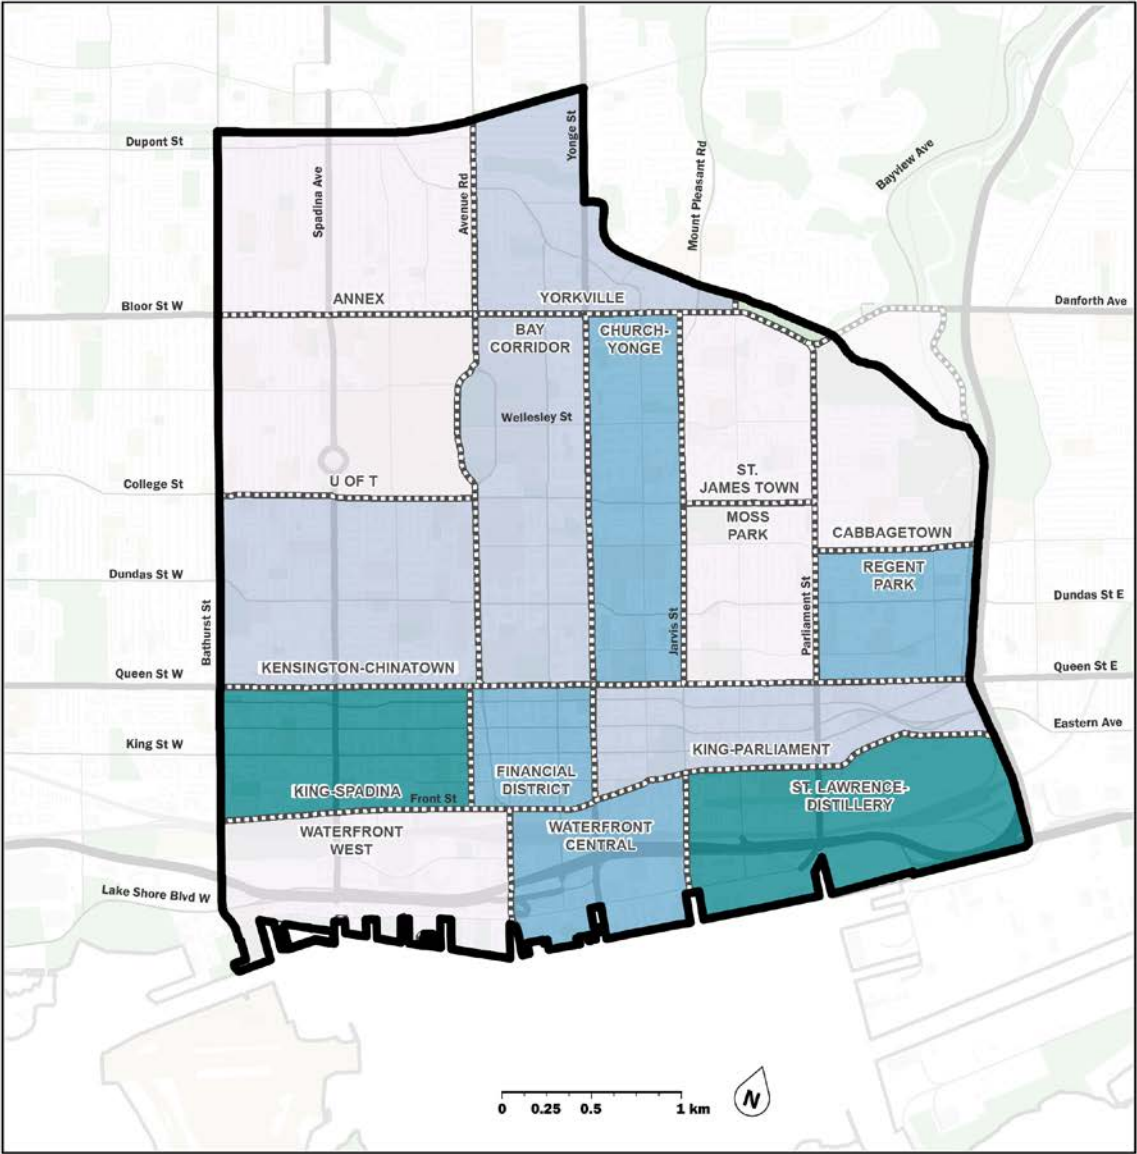 Dupont St
Spadina Ave
Avenue Rd
Yonge St
Mount Pleasant Rd
Bayview Ave
Bloor St W
ANNEX
YORKVILLE
Danforth Ave
BAY
CORRIDOR
CHURCH-
YONGE
Wellesley St
College St
U OF T
ST.
JAMES TOWN
MOSS
PARK
CABBAGETOWN
REGENT
PARK
Dundas St W
Dundas St E
Bathurst St
Jarvis St
Parliament St
Queen St W
KENSINGTON-CHINATOWN
Queen St E
Eastern Ave
King St W
KING-PARLIAMENT
KING-SPADINA
Front St
FINANCIAL
DISTRICT
ST. LAWRENCE-
DISTILLERY
WATERFRONT
WEST
WATERFRONT
CENTRAL
Lake Shore Blvd W
0 0.25 0.5 1 km
N